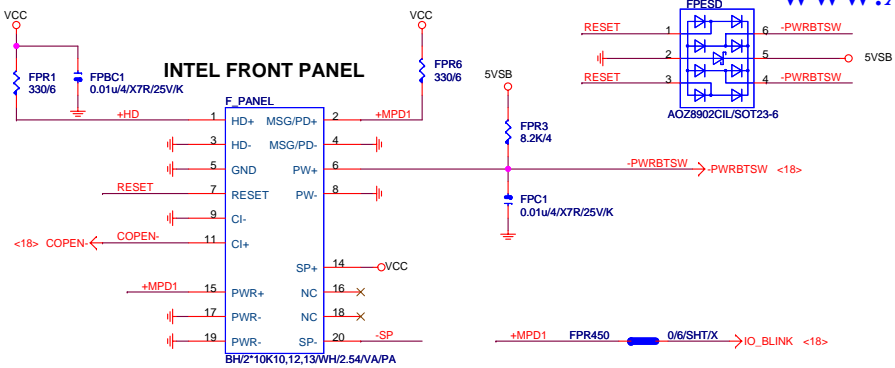 VCC
VCC
FPESD
RESET 1 6 -PWRBTSW
2 5 5VSB
RESET 3 4 -PWRBTSW
AOZ8902CIL/SOT23-6
FPR1
330/6
FPBC1
0.01u/4/X7R/25V/K
INTEL FRONT PANEL
FPR6
330/6
5VSB
F_PANEL
+HD 1 HD+ MSG/PD+ 2 +MPD1
3 HD- MSG/PD- 4
5 GND PW+ 6
7 RESET PW- 8
RESET
9 CI-
<18> COPEN- COPEN- 11 CI+
SP+ 14 VCC
+MPD1 15 PWR+ NC 16
17 PWR- NC 18
19 PWR- SP- 20 -SP
BH/2*10K10,12,13/WH/2.54/VA/PA
FPR3
8.2K/4
-PWRBTSW -PWRBTSW <18>
FPC1
0.01u/4/X7R/25V/K
+MPD1 FPR450 0/6/SHT/X IO_BLINK <18>